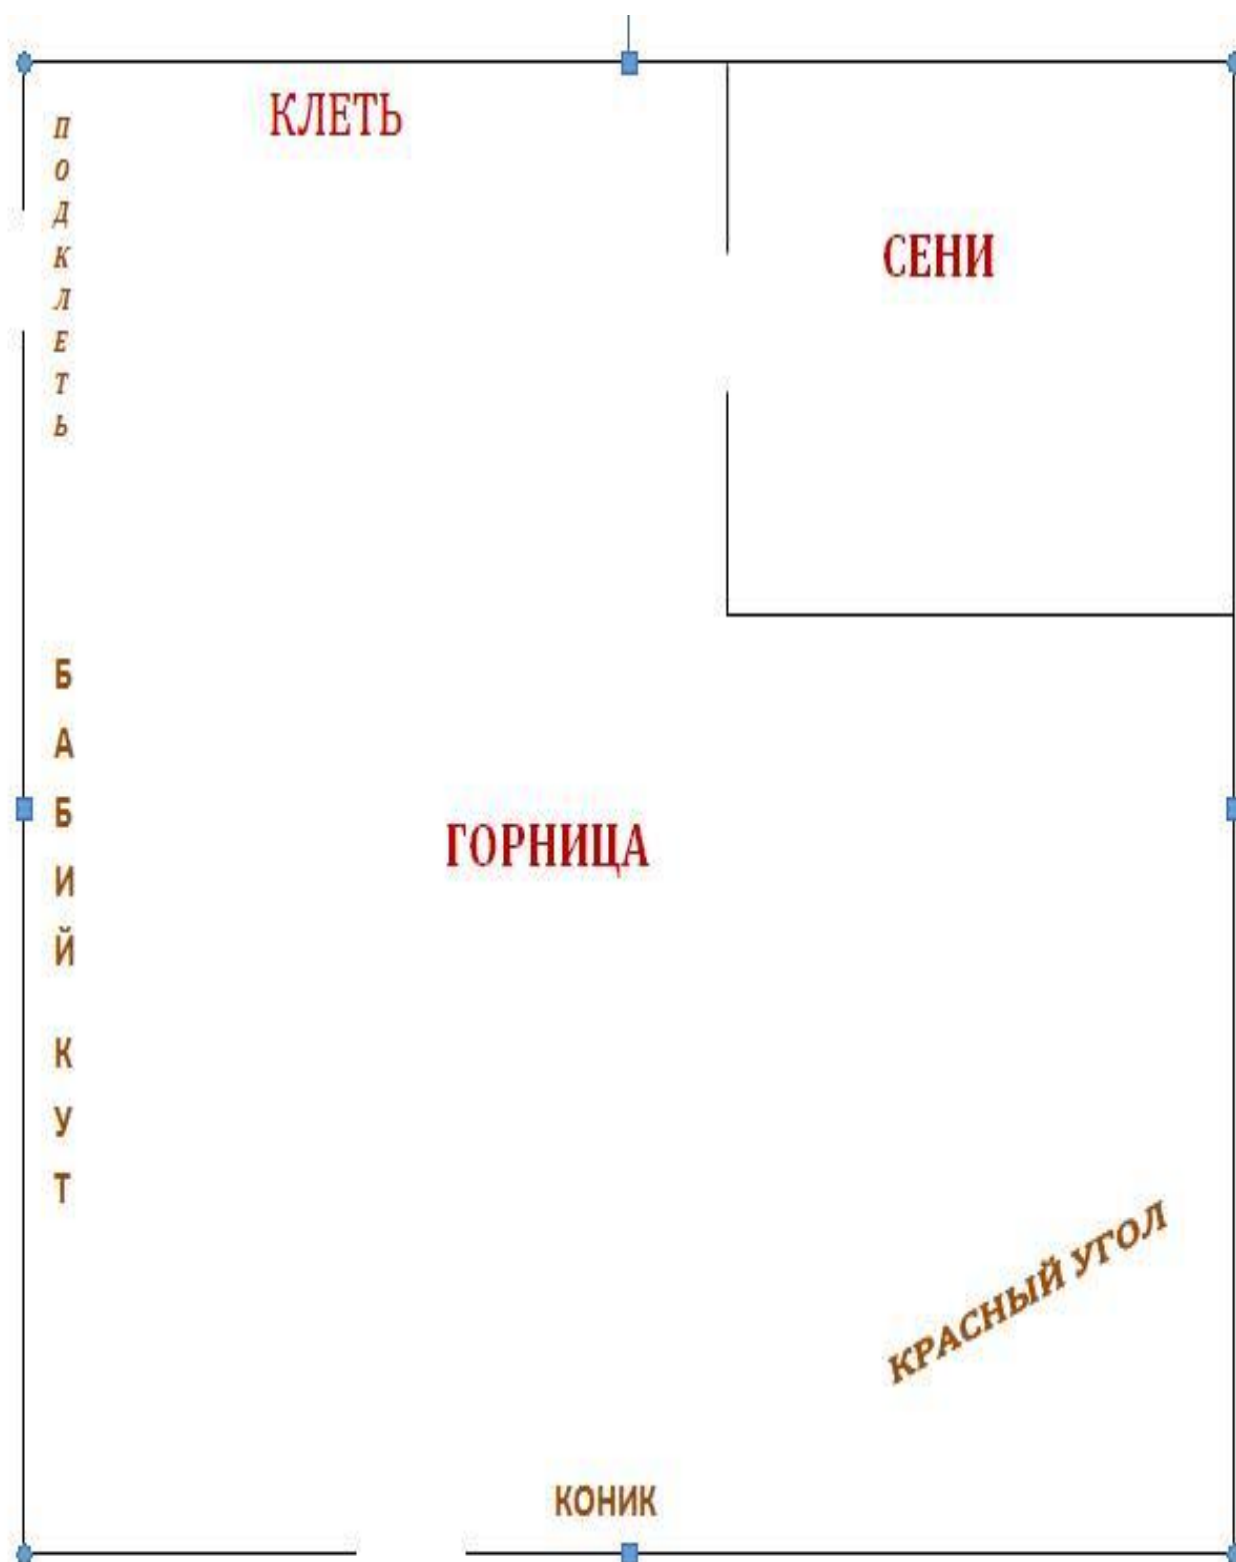 КЛЕТЬ
ПОДКЛЕТЬ
СЕНИ
БАБИЙ КУТ
ГОРНИЦА
КРАСНЫЙ УГОЛ
КОНИК